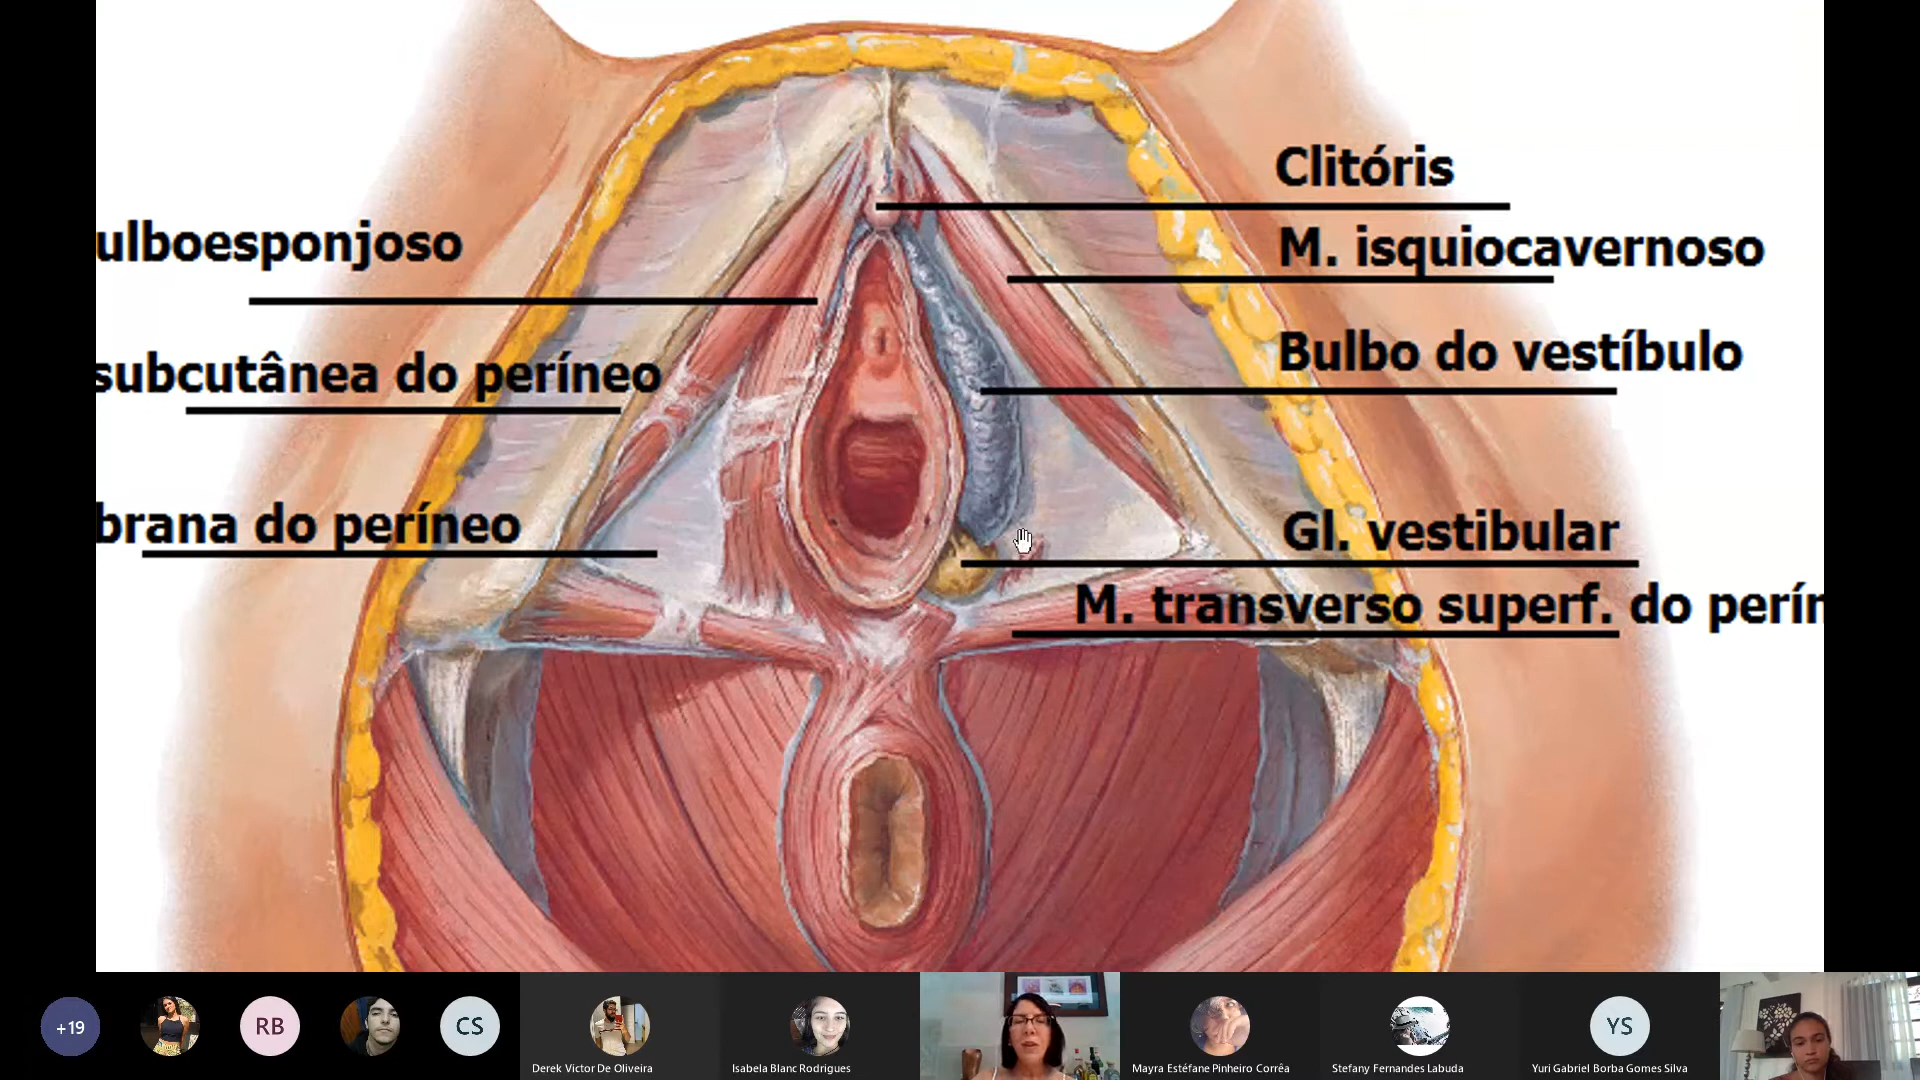 Clitóris
ulboesponjoso
M. isquiocavernoso
Bulbo do vestíbulo
subcutânea do períneo
brana do períneo
Gl. vestibular
M. transverso superf. do perín
+19
RB
CS
Derek Victor De Oliveira
Isabela Blanc Rodrigues
Mayra Estéfane Pinheiro Corrêa
Stefany Fernandes Labuda
YS
Yuri Gabriel Borba Gomes Silva